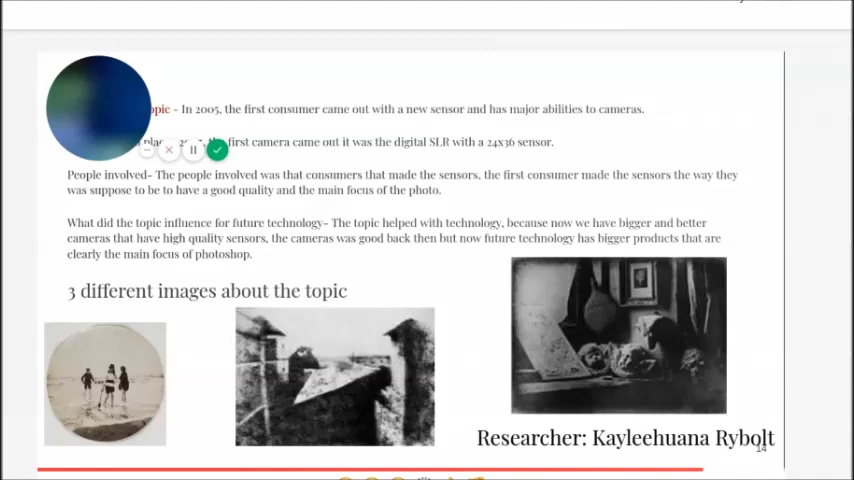 opic - In 2005, the first consumer came out with a new sensor and has major abilities to cameras.
first camera came out it was the digital SLR with a 24x36 sensor.
People involved- The people involved was that consumers that made the sensors, the first consumer made the sensors the way they
was suppose to be to have a good quality and the main focus of the photo.
What did the topic influence for future technology- The topic helped with technology, because now we have bigger and better
cameras that have high quality sensors, the cameras was good back then but now future technology has bigger products that are
clearly the main focus of photoshop.
3 different images about the topic
Researcher: Kayleehuana Rybolt
14